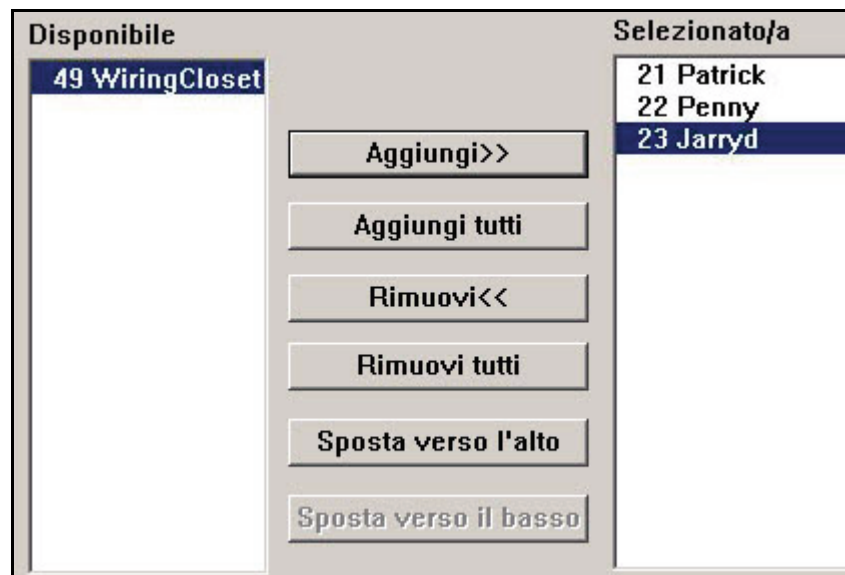 Disponibile
49 WiringCloset
Aggiungi>>
Aggiungi tutti
Rimuovi<<
Rimuovi tutti
Sposta verso l'alto
Sposta verso il basso
Selezionato/a
21 Patrick
22 Penny
23 Jarryd